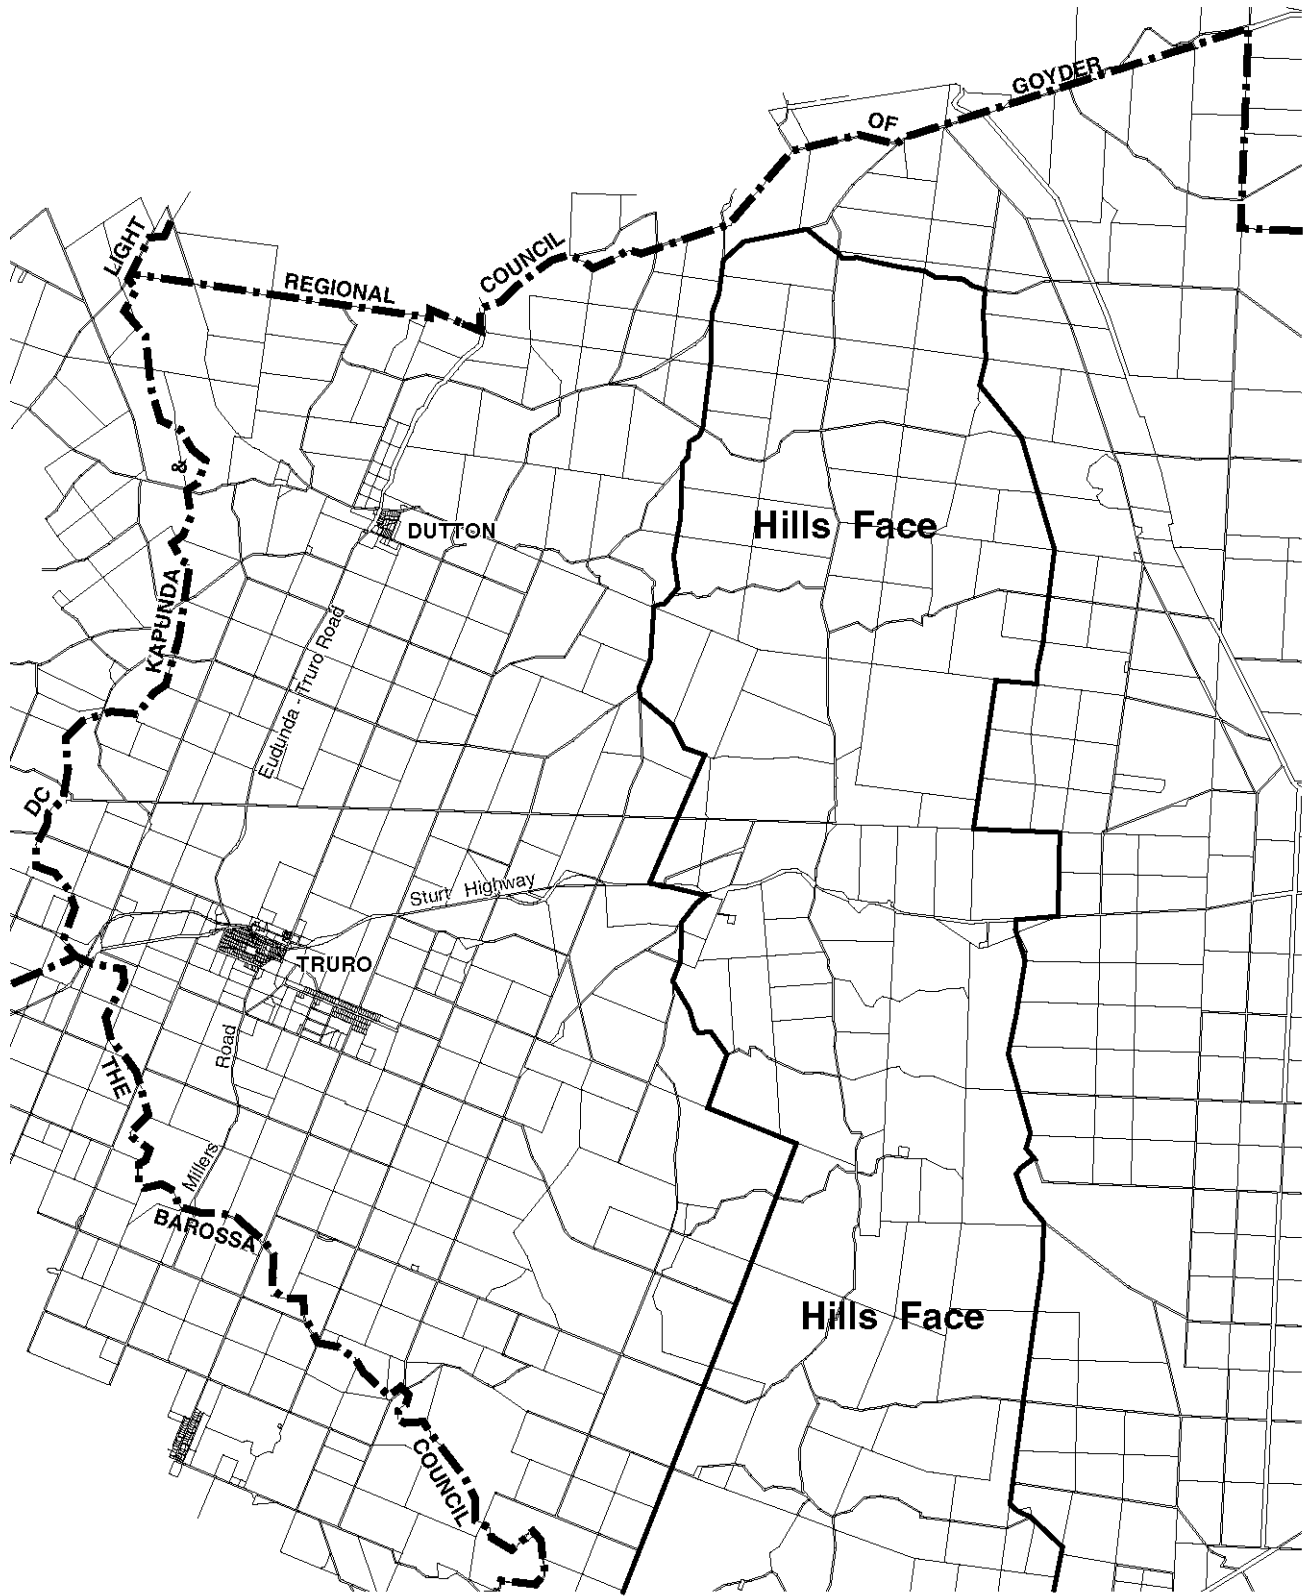 GOYDER
OF
COUNCIL
REGIONAL
LIGHT
&
KAPUNDA
DC
DUTTON
Hills Face
Eudunda - Truro Road
Sturt Highway
TRURO
Road
Millers
THE
BAROSSA
COUNCIL
Hills Face